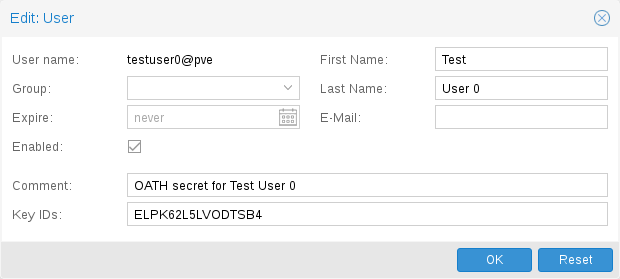 Edit: User
User name: testuser0@pve First Name: Test
Group: Last Name: User 0
Expire: never E-Mail:
Enabled:
Comment: OATH secret for Test User 0
Key IDs: ELPK62L5LVODTSB4
OK Reset